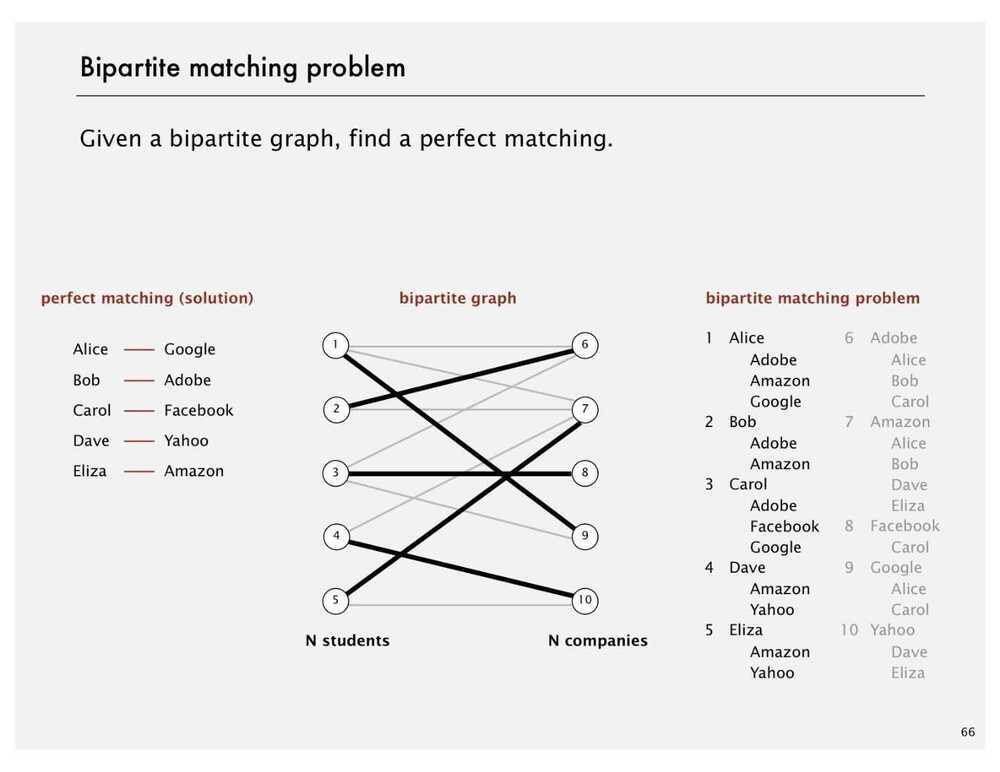 Bipartite matching problem
Given a bipartite graph, find a perfect matching.
perfect matching (solution)
Alice Google
Bob Adobe
Carol Facebook
Dave Yahoo
Eliza Amazon
bipartite graph
1 6
2 7
3 8
4 9
5 10
N students N companies
bipartite matching problem
1 Alice
Adobe
Amazon
Google
2 Bob
Adobe
Amazon
3 Carol
Adobe
Facebook
Google
4 Dave
Amazon
Yahoo
5 Eliza
Amazon
Yahoo
6 Adobe
Alice
Bob
Carol
7 Amazon
Alice
Bob
Dave
Eliza
8 Facebook
Carol
9 Google
Alice
Carol
10 Yahoo
Dave
Eliza
66